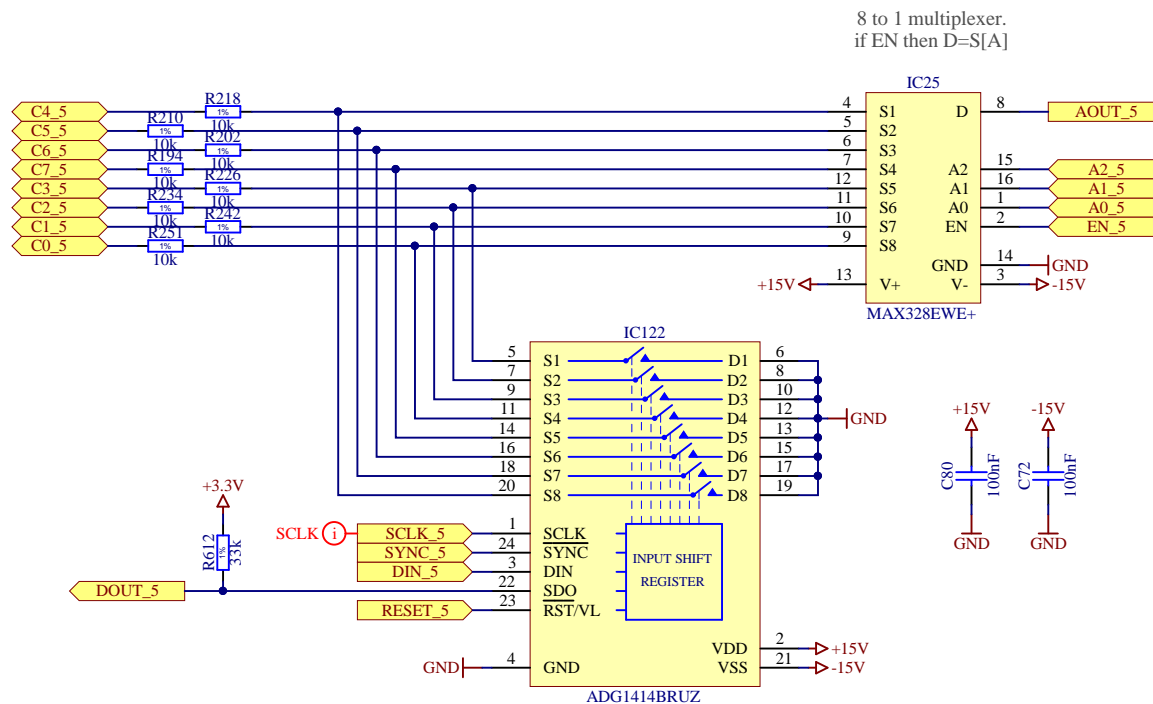 8 to 1 multiplexer.
if EN then D=S[A]
IC25
C4_5
R218
1%
10k
4
S1
D
8
AOUT_5
C5_5
R210
1%
10k
5
S2
C6_5
R202
1%
10k
6
S3
C7_5
R194
1%
10k
7
S4
A2
15
A2_5
C3_5
R226
1%
10k
12
S5
A1
16
A1_5
C2_5
R234
1%
10k
11
S6
A0
1
A0_5
C1_5
R242
1%
10k
10
S7
EN
2
EN_5
C0_5
R251
1%
10k
9
S8
GND
14
GND
+15V
13
V+
V-
3
-15V
MAX328EWE+
IC122
5
S1
D1
6
7
S2
D2
8
9
S3
D3
10
11
S4
D4
12
GND
14
S5
D5
13
16
S6
D6
15
18
S7
D7
17
20
S8
D8
19
+15V
C80
100nF
GND
-15V
C72
100nF
GND
+3.3V
R612
1%
33k
SCLK
i
SCLK_5
1
SCLK
SYNC_5
24
SYNC
DIN_5
3
DIN
DOUT_5
22
SDO
RESET_5
23
RST/VL
INPUT SHIFT
REGISTER
VDD
2
+15V
GND
4
GND
VSS
21
-15V
ADG1414BRUZ